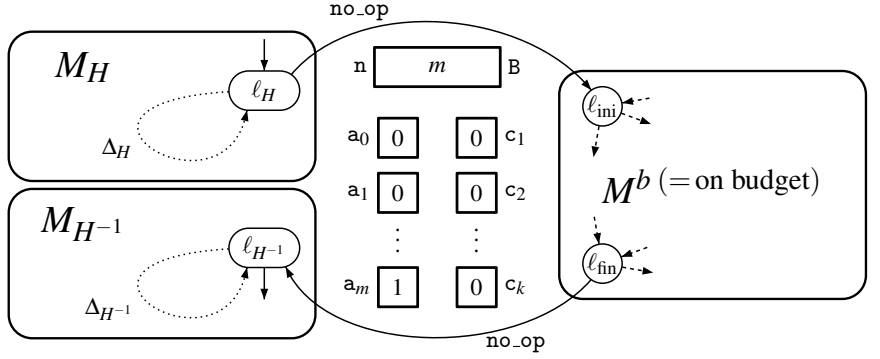 no_op
M_H
ℓ_H
Δ_H
n m B
a_0 0 0 c_1
a_1 0 0 c_2
⋮ ⋮
a_m 1 0 c_k
ℓ_ini
M^b (= on budget)
ℓ_fin
M_{H^{-1}}
ℓ_{H^{-1}}
Δ_{H^{-1}}
no_op